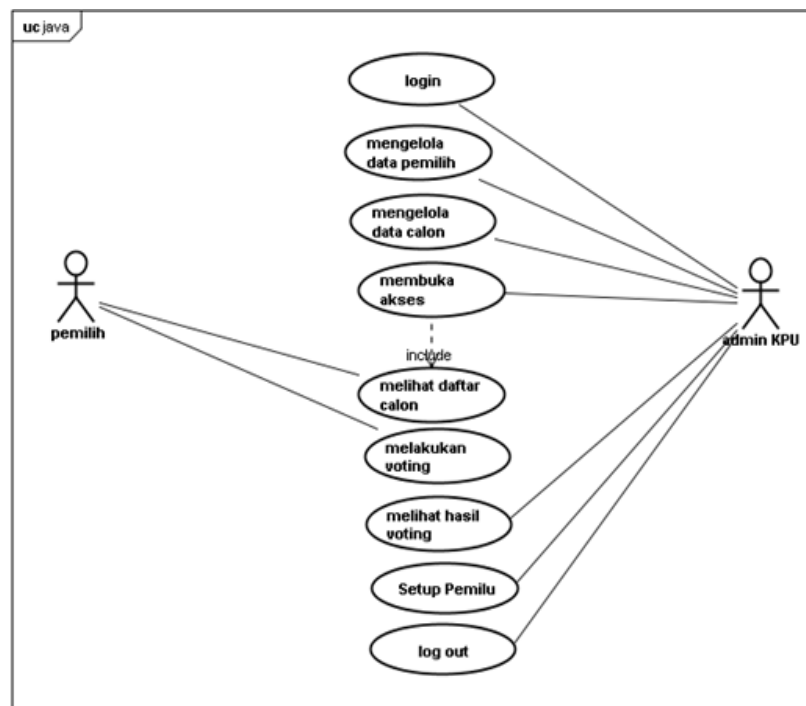 uc java
login
mengelola
data pemilih
mengelola
data calon
membuka
akses
pemilih
admin KPU
include
melihat daftar
calon
melakukan
voting
melihat hasil
voting
Setup Pemilu
log out